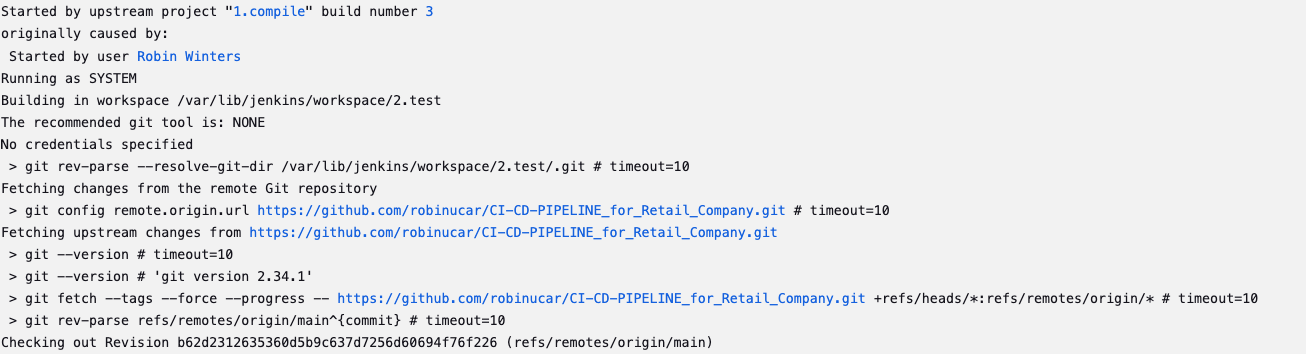 Started by upstream project "1.compile" build number 3
originally caused by:
Started by user Robin Winters
Running as SYSTEM
Building in workspace /var/lib/jenkins/workspace/2.test
The recommended git tool is: NONE
No credentials specified
> git rev-parse --resolve-git-dir /var/lib/jenkins/workspace/2.test/.git # timeout=10
Fetching changes from the remote Git repository
> git config remote.origin.url https://github.com/robinucar/CI-CD-PIPELINE_for_Retail_Company.git # timeout=10
Fetching upstream changes from https://github.com/robinucar/CI-CD-PIPELINE_for_Retail_Company.git
> git --version # timeout=10
> git --version # 'git version 2.34.1'
> git fetch --tags --force --progress -- https://github.com/robinucar/CI-CD-PIPELINE_for_Retail_Company.git +refs/heads/*:refs/remotes/origin/* # timeout=10
> git rev-parse refs/remotes/origin/main^{commit} # timeout=10
Checking out Revision b62d2312635360d5b9c637d7256d60694f76f226 (refs/remotes/origin/main)